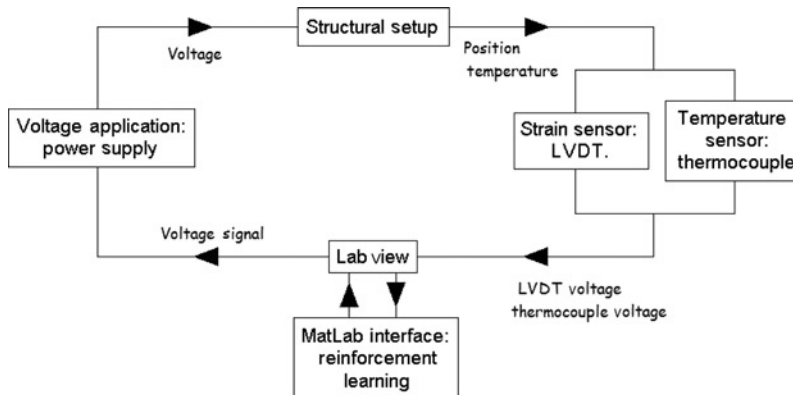 Structural setup
Voltage
Position
temperature
Voltage application:
power supply
Strain sensor:
LVDT.
Temperature
sensor:
thermocouple
Voltage signal
Lab view
LVDT voltage
thermocouple voltage
MatLab interface:
reinforcement
learning